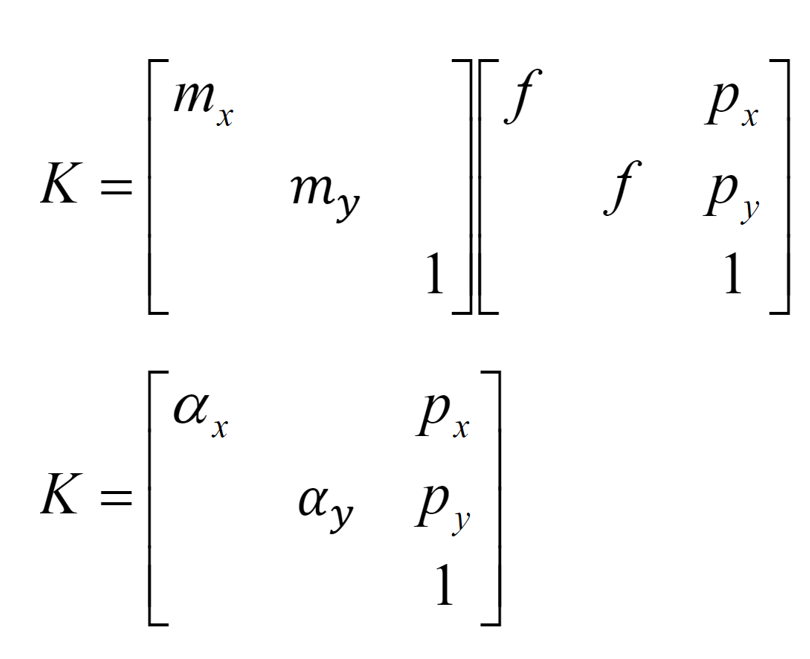 K = [ m_x m_y 1 ] [ f p_x f p_y 1 ]
K = [ α_x p_x α_y p_y 1 ]